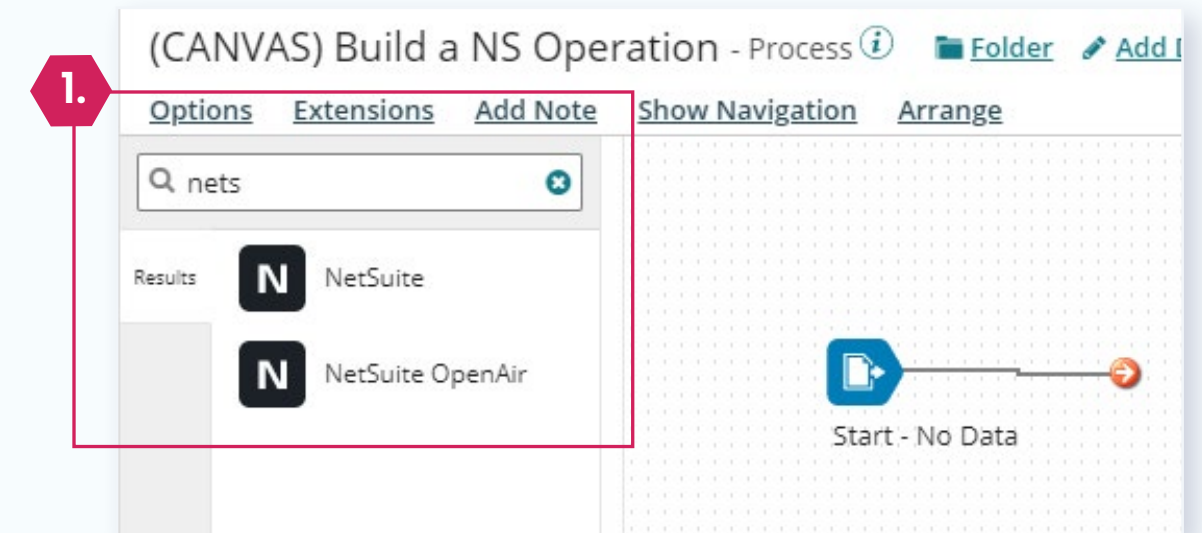 (CANVAS) Build a NS Operation - Process i Folder Add
1.
Options Extensions Add Note Show Navigation Arrange
nets
Results N NetSuite
N NetSuite OpenAir
Start - No Data